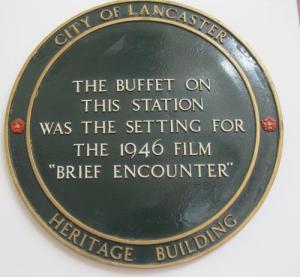 CITY OF LANCASTER
THE BUFFET ON
THIS STATION
WAS THE SETTING FOR
THE 1946 FILM
"BRIEF ENCOUNTER"
HERITAGE BUILDING